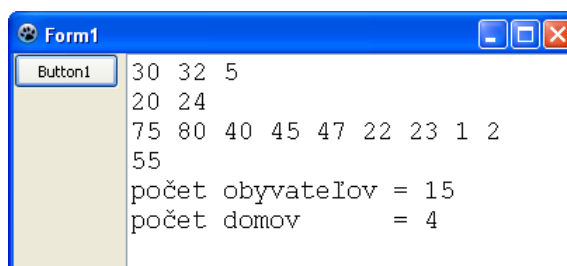 Form1
Button1
30 32 5
20 24
75 80 40 45 47 22 23 1 2
55
počet obyvateľov = 15
počet domov      = 4